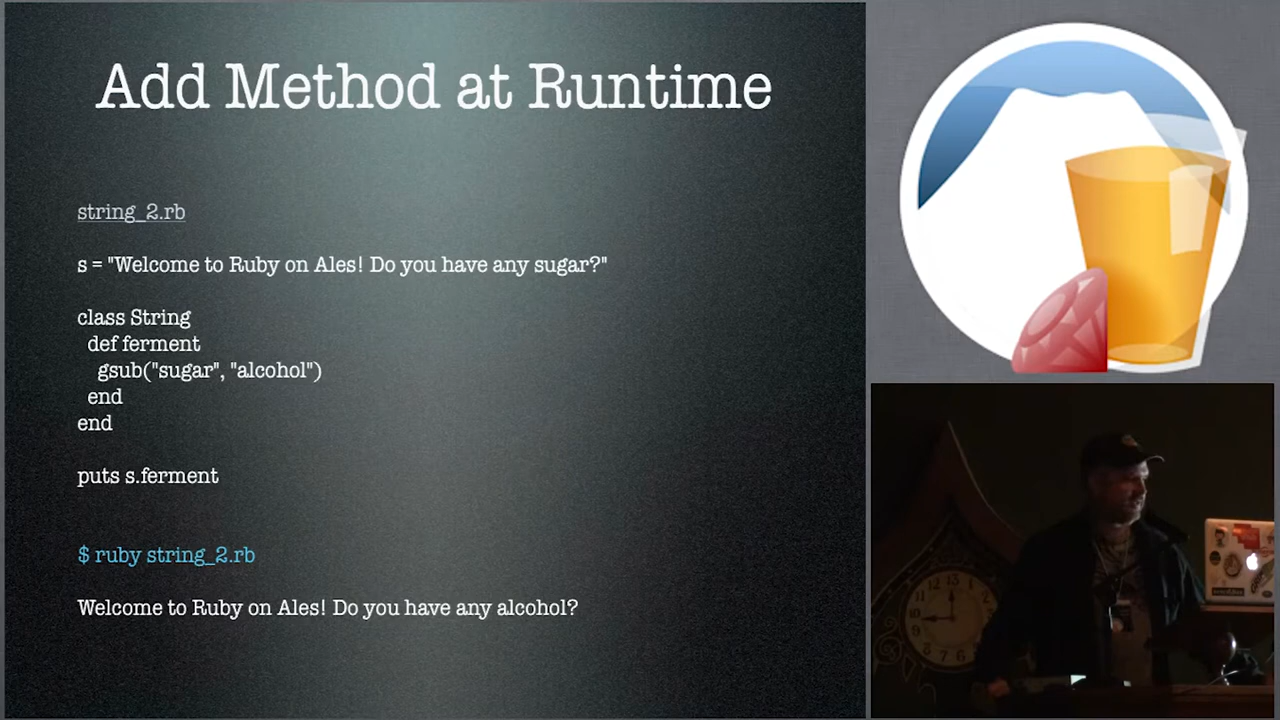 Add Method at Runtime
string_2.rb
s = "Welcome to Ruby on Ales! Do you have any sugar?"
class String
def ferment
gsub("sugar", "alcohol")
end
end
puts s.ferment
$ ruby string_2.rb
Welcome to Ruby on Ales! Do you have any alcohol?